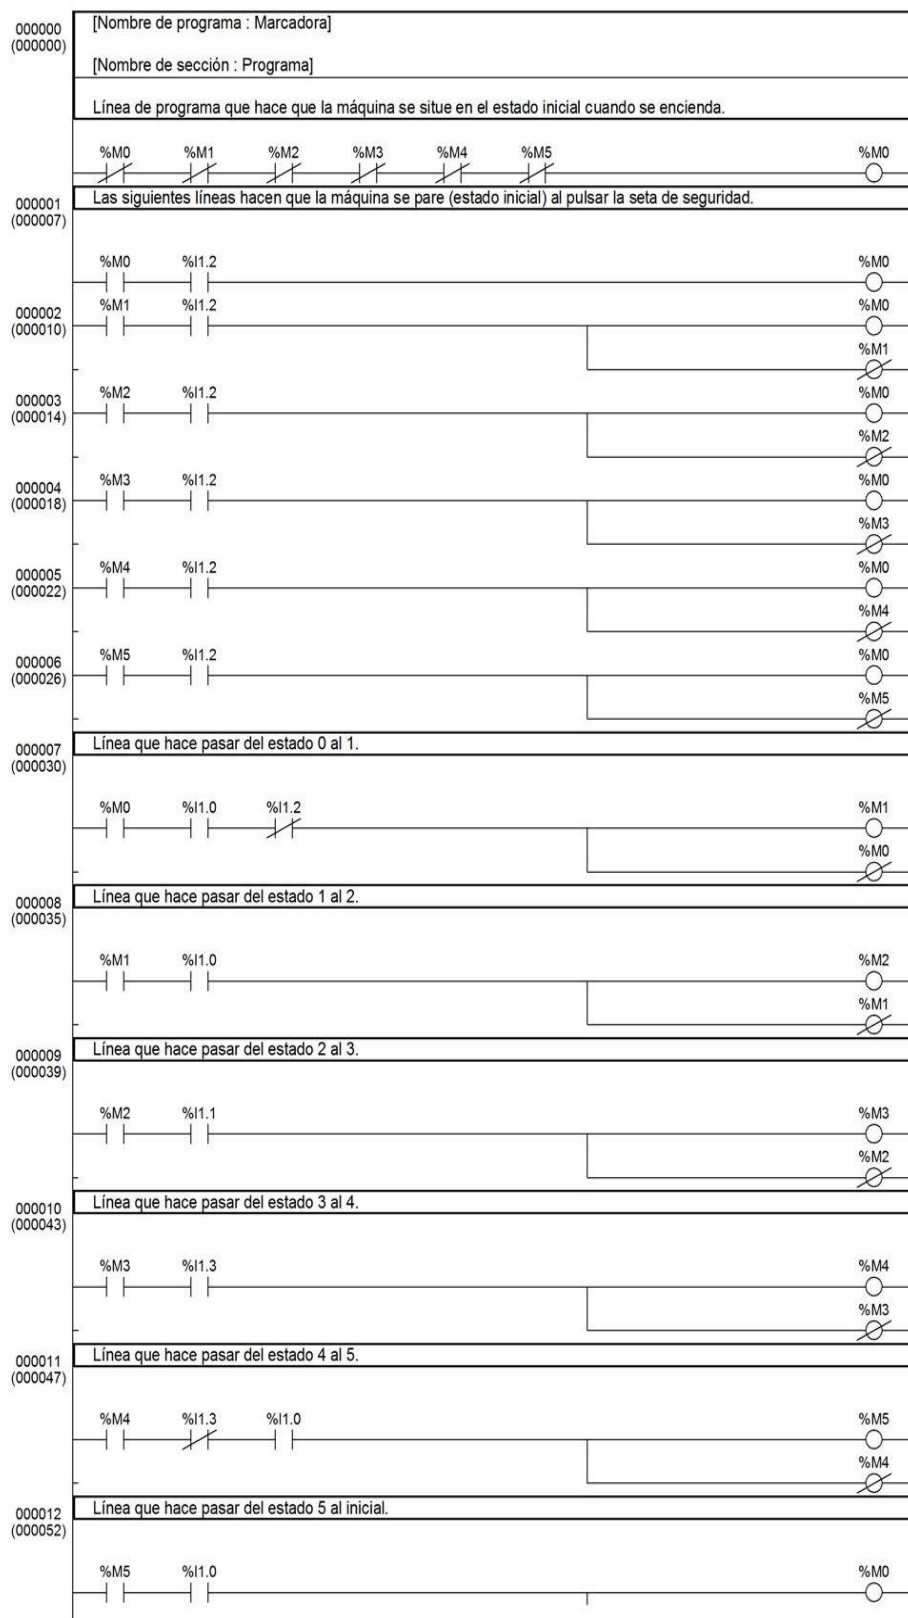 000000
(000000)
[Nombre de programa : Marcadora]
[Nombre de sección : Programa]
Línea de programa que hace que la máquina se situe en el estado inicial cuando se encienda.
%M0 %M1 %M2 %M3 %M4 %M5 %M0
000001
(000007)
Las siguientes líneas hacen que la máquina se pare (estado inicial) al pulsar la seta de seguridad.
%M0 %I1.2 %M0
000002
(000010)
%M1 %I1.2 %M0
%M1
000003
(000014)
%M2 %I1.2 %M0
%M2
000004
(000018)
%M3 %I1.2 %M0
%M3
000005
(000022)
%M4 %I1.2 %M0
%M4
000006
(000026)
%M5 %I1.2 %M0
%M5
000007
(000030)
Línea que hace pasar del estado 0 al 1.
%M0 %I1.0 %I1.2 %M1
%M0
000008
(000035)
Línea que hace pasar del estado 1 al 2.
%M1 %I1.0 %M2
%M1
000009
(000039)
Línea que hace pasar del estado 2 al 3.
%M2 %I1.1 %M3
%M2
000010
(000043)
Línea que hace pasar del estado 3 al 4.
%M3 %I1.3 %M4
%M3
000011
(000047)
Línea que hace pasar del estado 4 al 5.
%M4 %I1.3 %I1.0 %M5
%M4
000012
(000052)
Línea que hace pasar del estado 5 al inicial.
%M5 %I1.0 %M0